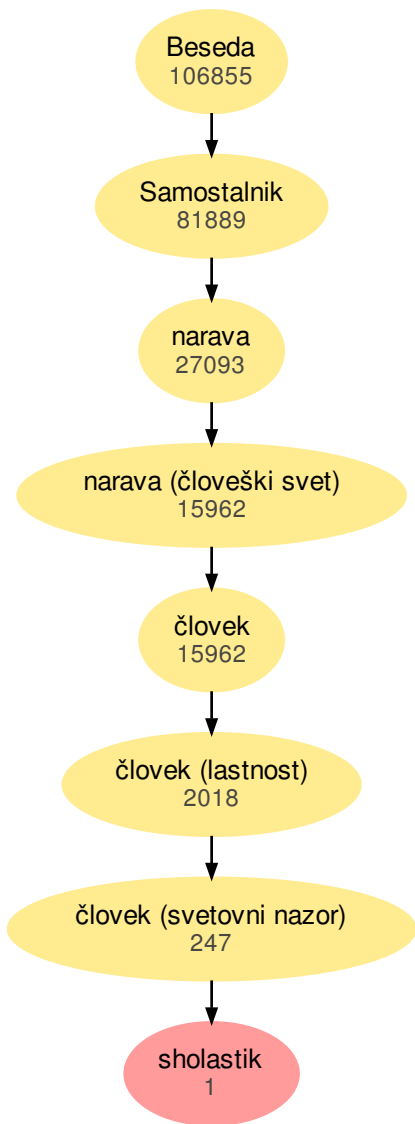 Beseda
106855
Samostalnik
81889
narava
27093
narava (človeški svet)
15962
človek
15962
človek (lastnost)
2018
človek (svetovni nazor)
247
sholastik
1